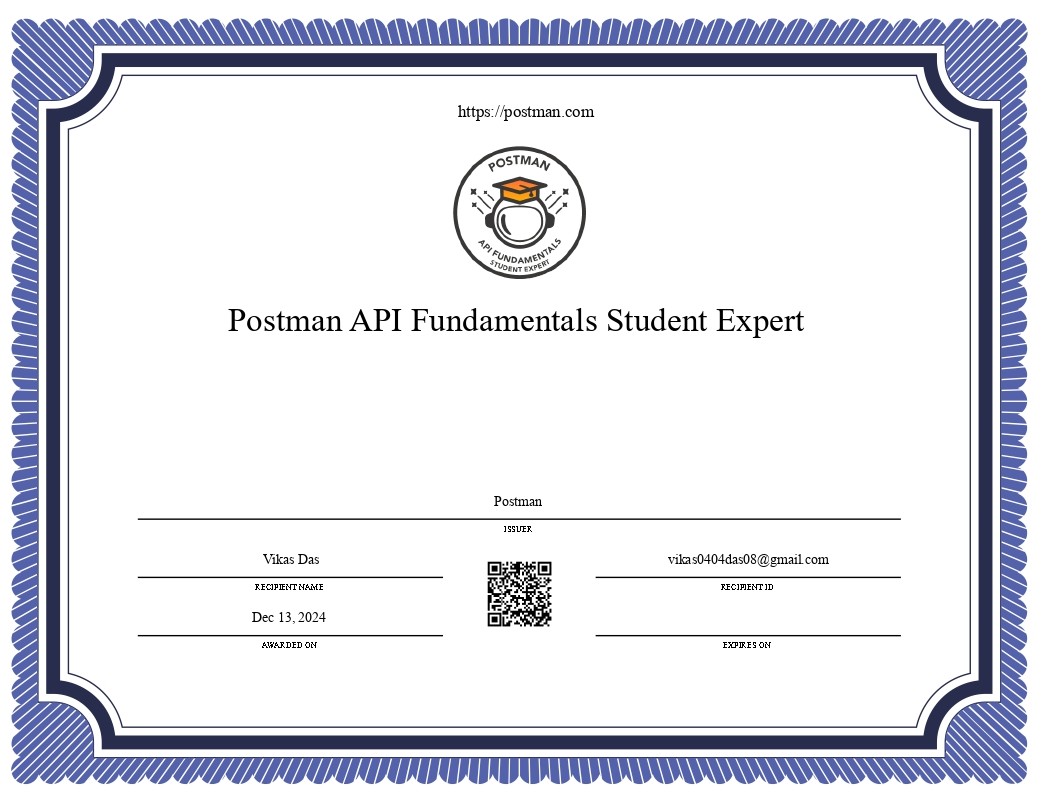 https://postman.com
POSTMAN
API FUNDAMENTALS
STUDENT EXPERT
Postman API Fundamentals Student Expert
Postman
ISSUER
Vikas Das
RECIPIENT NAME
vikas0404das08@gmail.com
RECIPIENT ID
Dec 13, 2024
AWARDED ON
EXPIRES ON